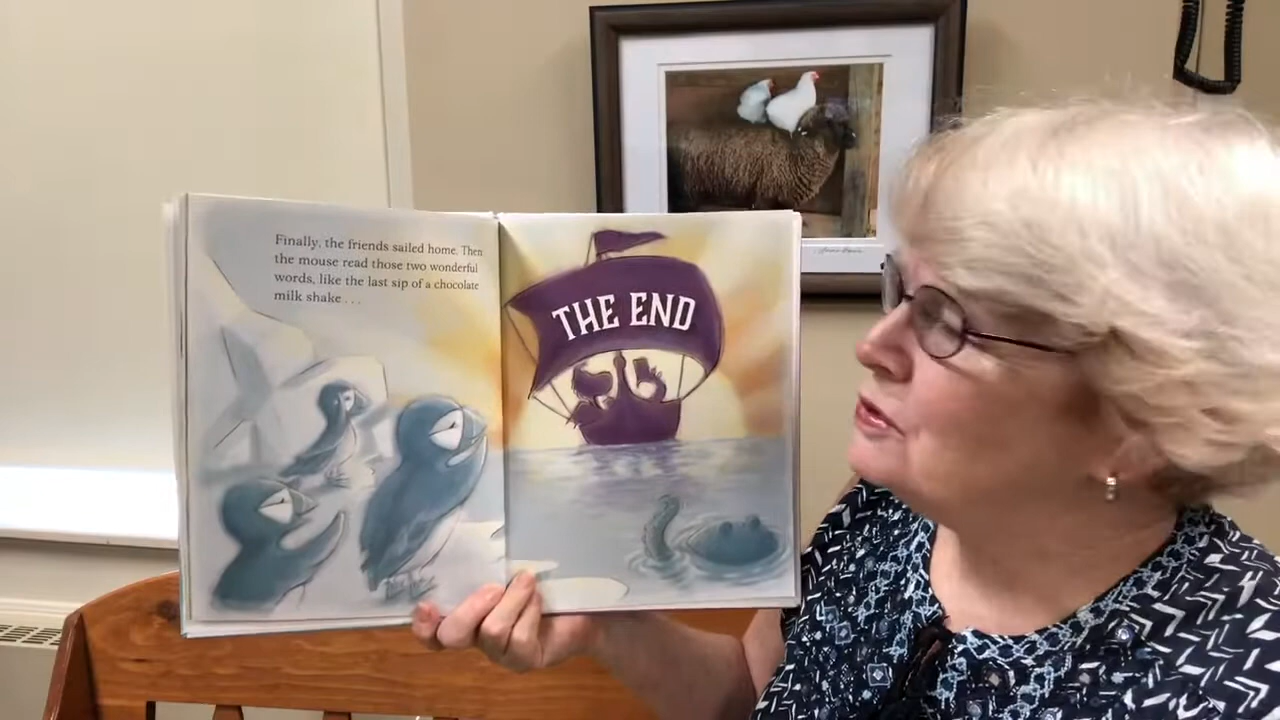 Finally, the friends sailed home. Then
the mouse read those two wonderful
words, like the last sip of a chocolate
milk shake . . .
THE END